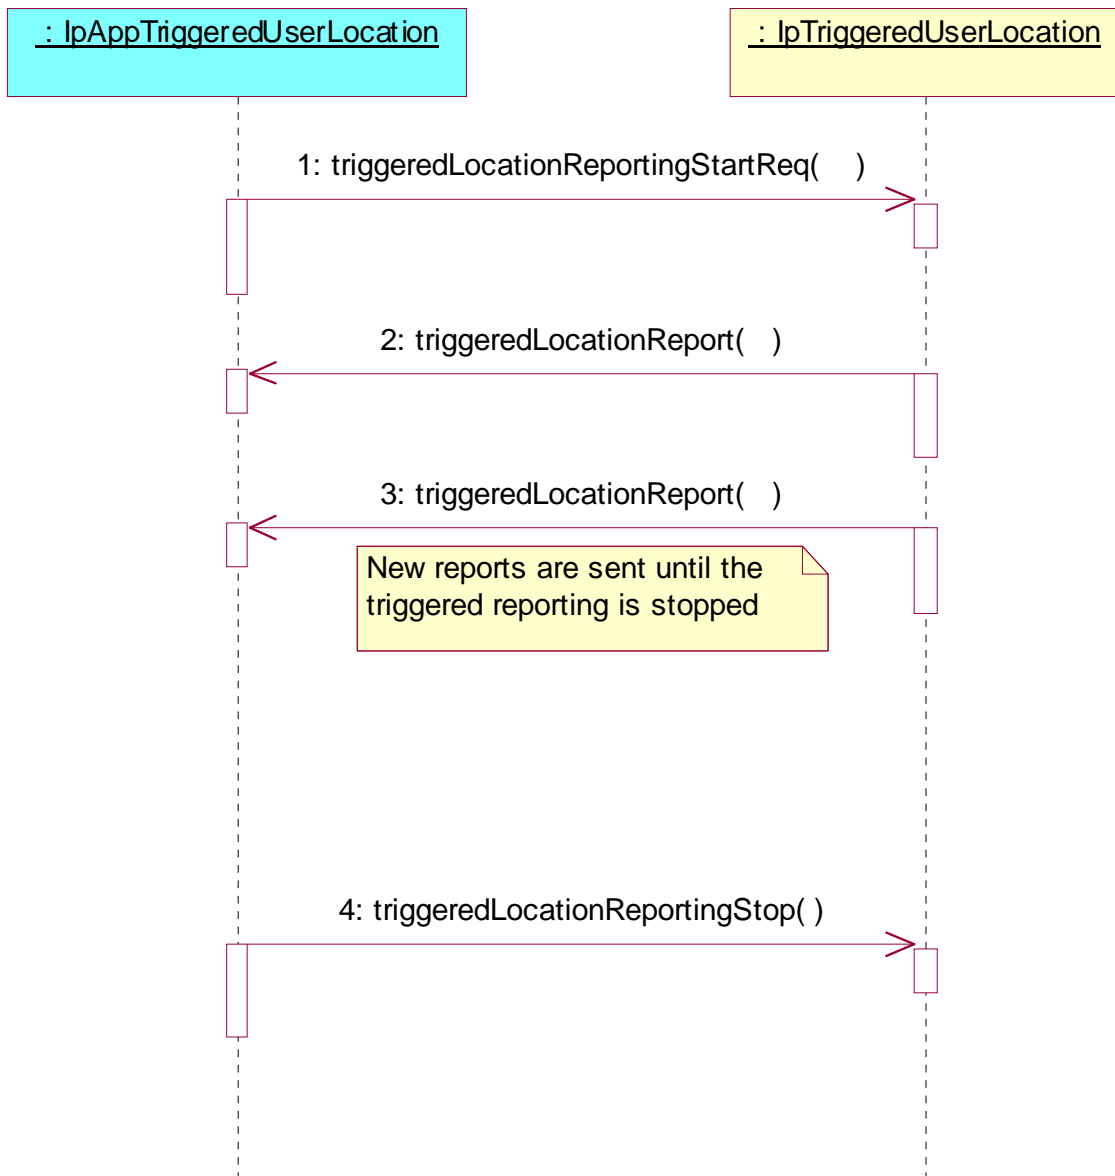 : IpAppTriggeredUserLocation
: IpTriggeredUserLocation
1: triggeredLocationReportingStartReq( )
2: triggeredLocationReport( )
3: triggeredLocationReport( )
New reports are sent until the
triggered reporting is stopped
4: triggeredLocationReportingStop( )